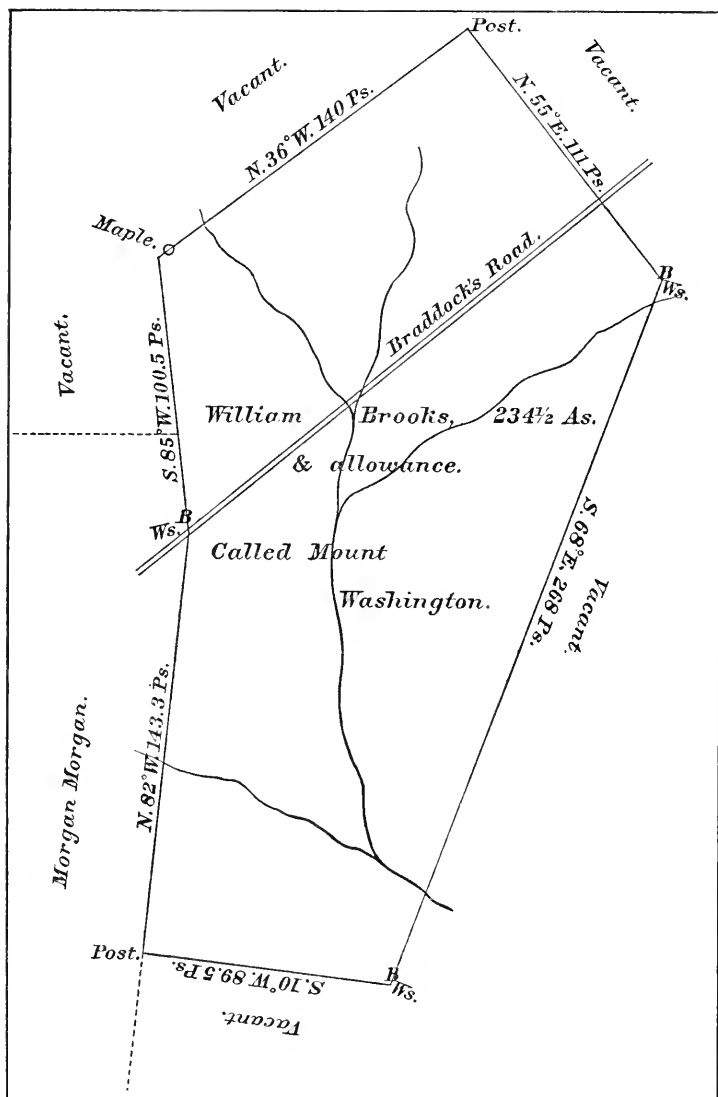 Post.
Vacant.
Vacant.
N. 36° W. 140 Ps.
N. 55° E. 111 Ps.
Maple.
Braddock's Road.
B
Ws.
Vacant.
S. 85° W. 100.5 Ps.
William Brooks, 234½ As.
& allowance.
B
Ws.
Called Mount
Washington.
S. 68° E. 268 Ps.
Vacant.
Morgan Morgan.
N. 82° W. 143.3 Ps.
Post.
S. 10° W. 89.5 Ps.
B
Ws.
Vacant.